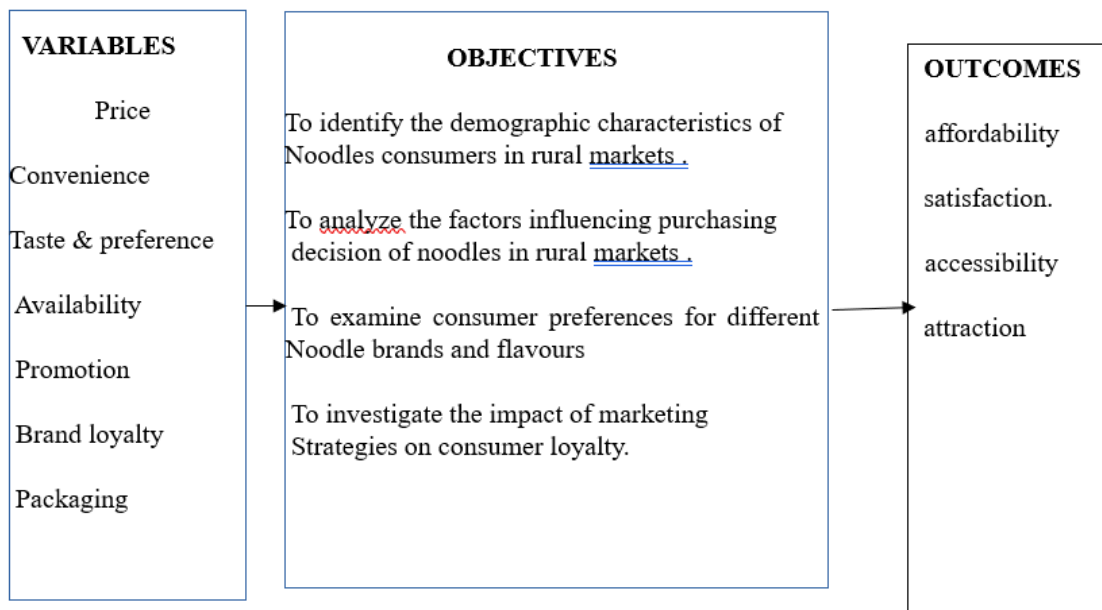 VARIABLES
Price
Convenience
Taste & preference
Availability
Promotion
Brand loyalty
Packaging
OBJECTIVES
To identify the demographic characteristics of
Noodles consumers in rural markets .
To analyze the factors influencing purchasing
decision of noodles in rural markets .
To examine consumer preferences for different
Noodle brands and flavours
To investigate the impact of marketing
Strategies on consumer loyalty.
OUTCOMES
affordability
satisfaction.
accessibility
attraction